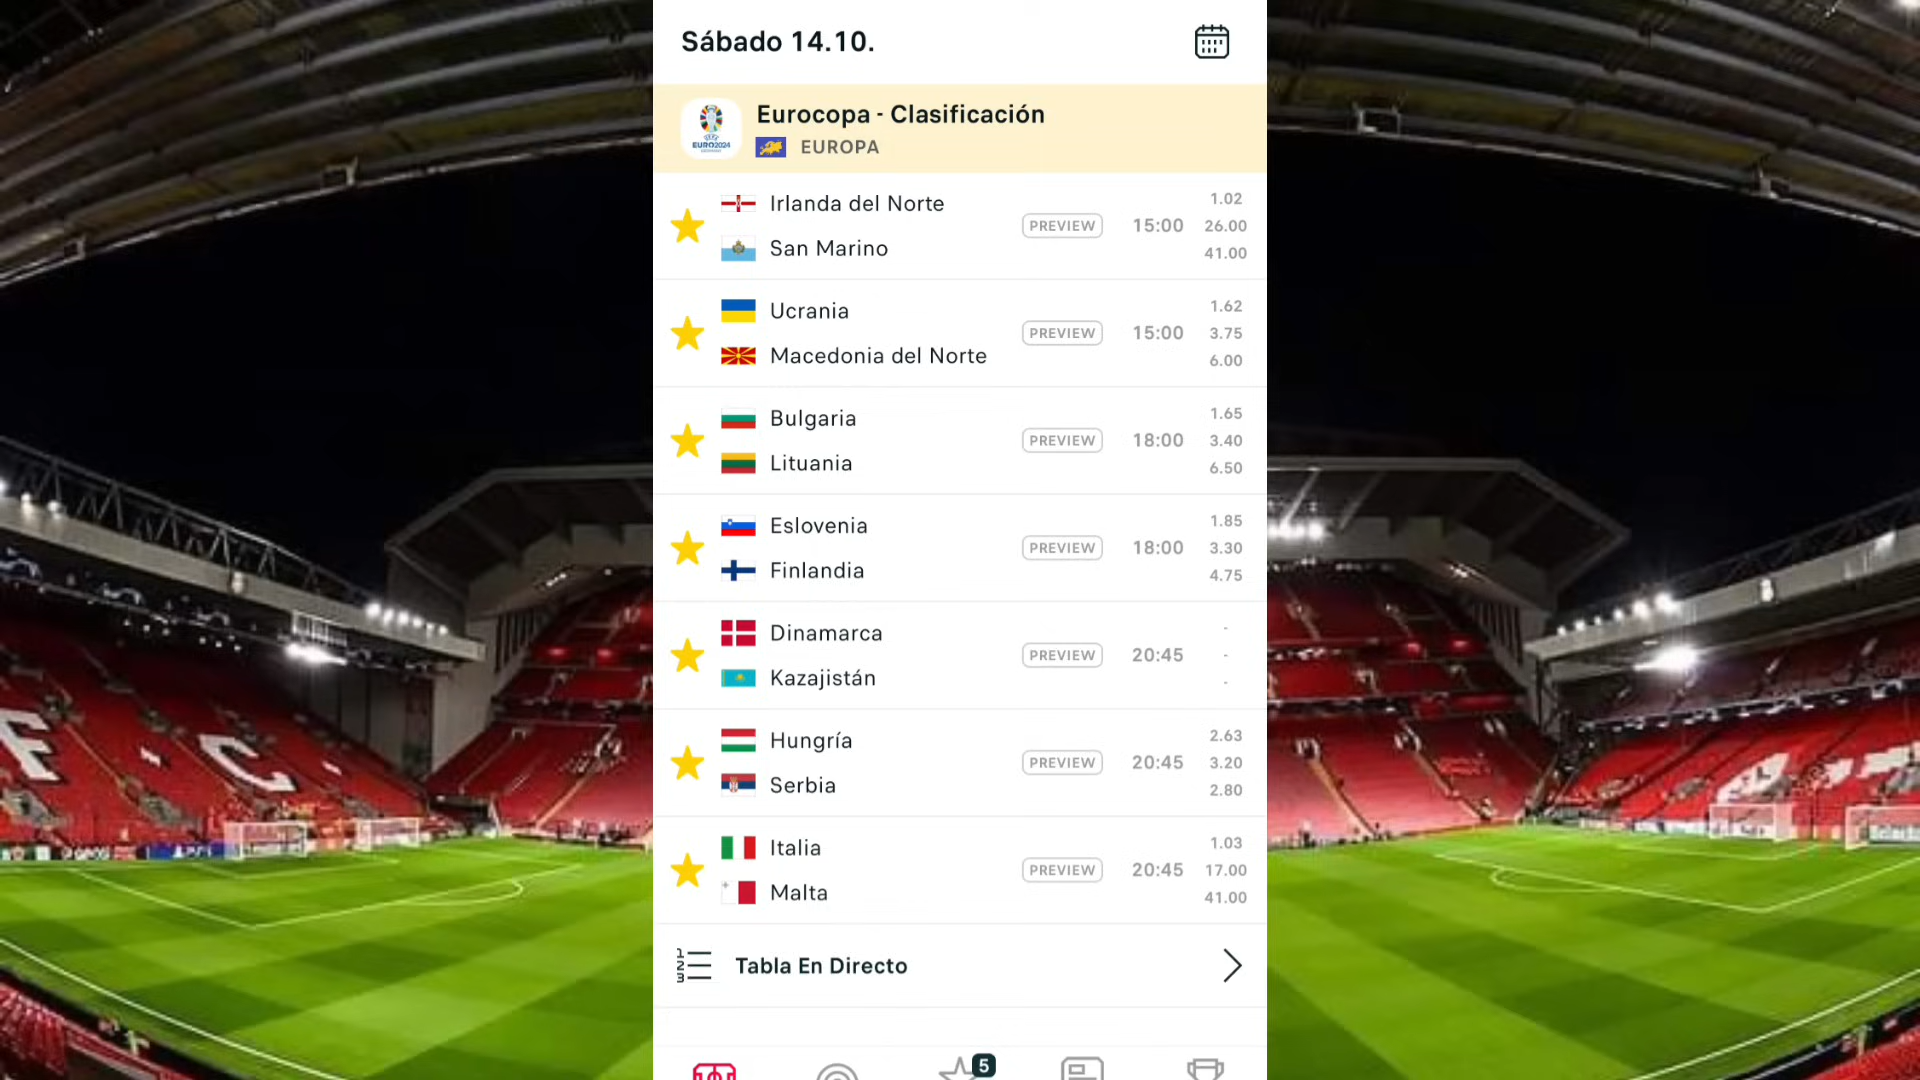 Sábado 14.10.
Eurocopa - Clasificación
EURO2024
EUROPA
Irlanda del Norte
San Marino
PREVIEW
15:00
1.02
26.00
41.00
Ucrania
Macedonia del Norte
PREVIEW
15:00
1.62
3.75
6.00
Bulgaria
Lituania
PREVIEW
18:00
1.65
3.40
6.50
Eslovenia
Finlandia
PREVIEW
18:00
1.85
3.30
4.75
Dinamarca
Kazajistán
PREVIEW
20:45
-
-
-
Hungría
Serbia
PREVIEW
20:45
2.63
3.20
2.80
Italia
Malta
PREVIEW
20:45
1.03
17.00
41.00
1
2
3
Tabla En Directo
5
F.C.